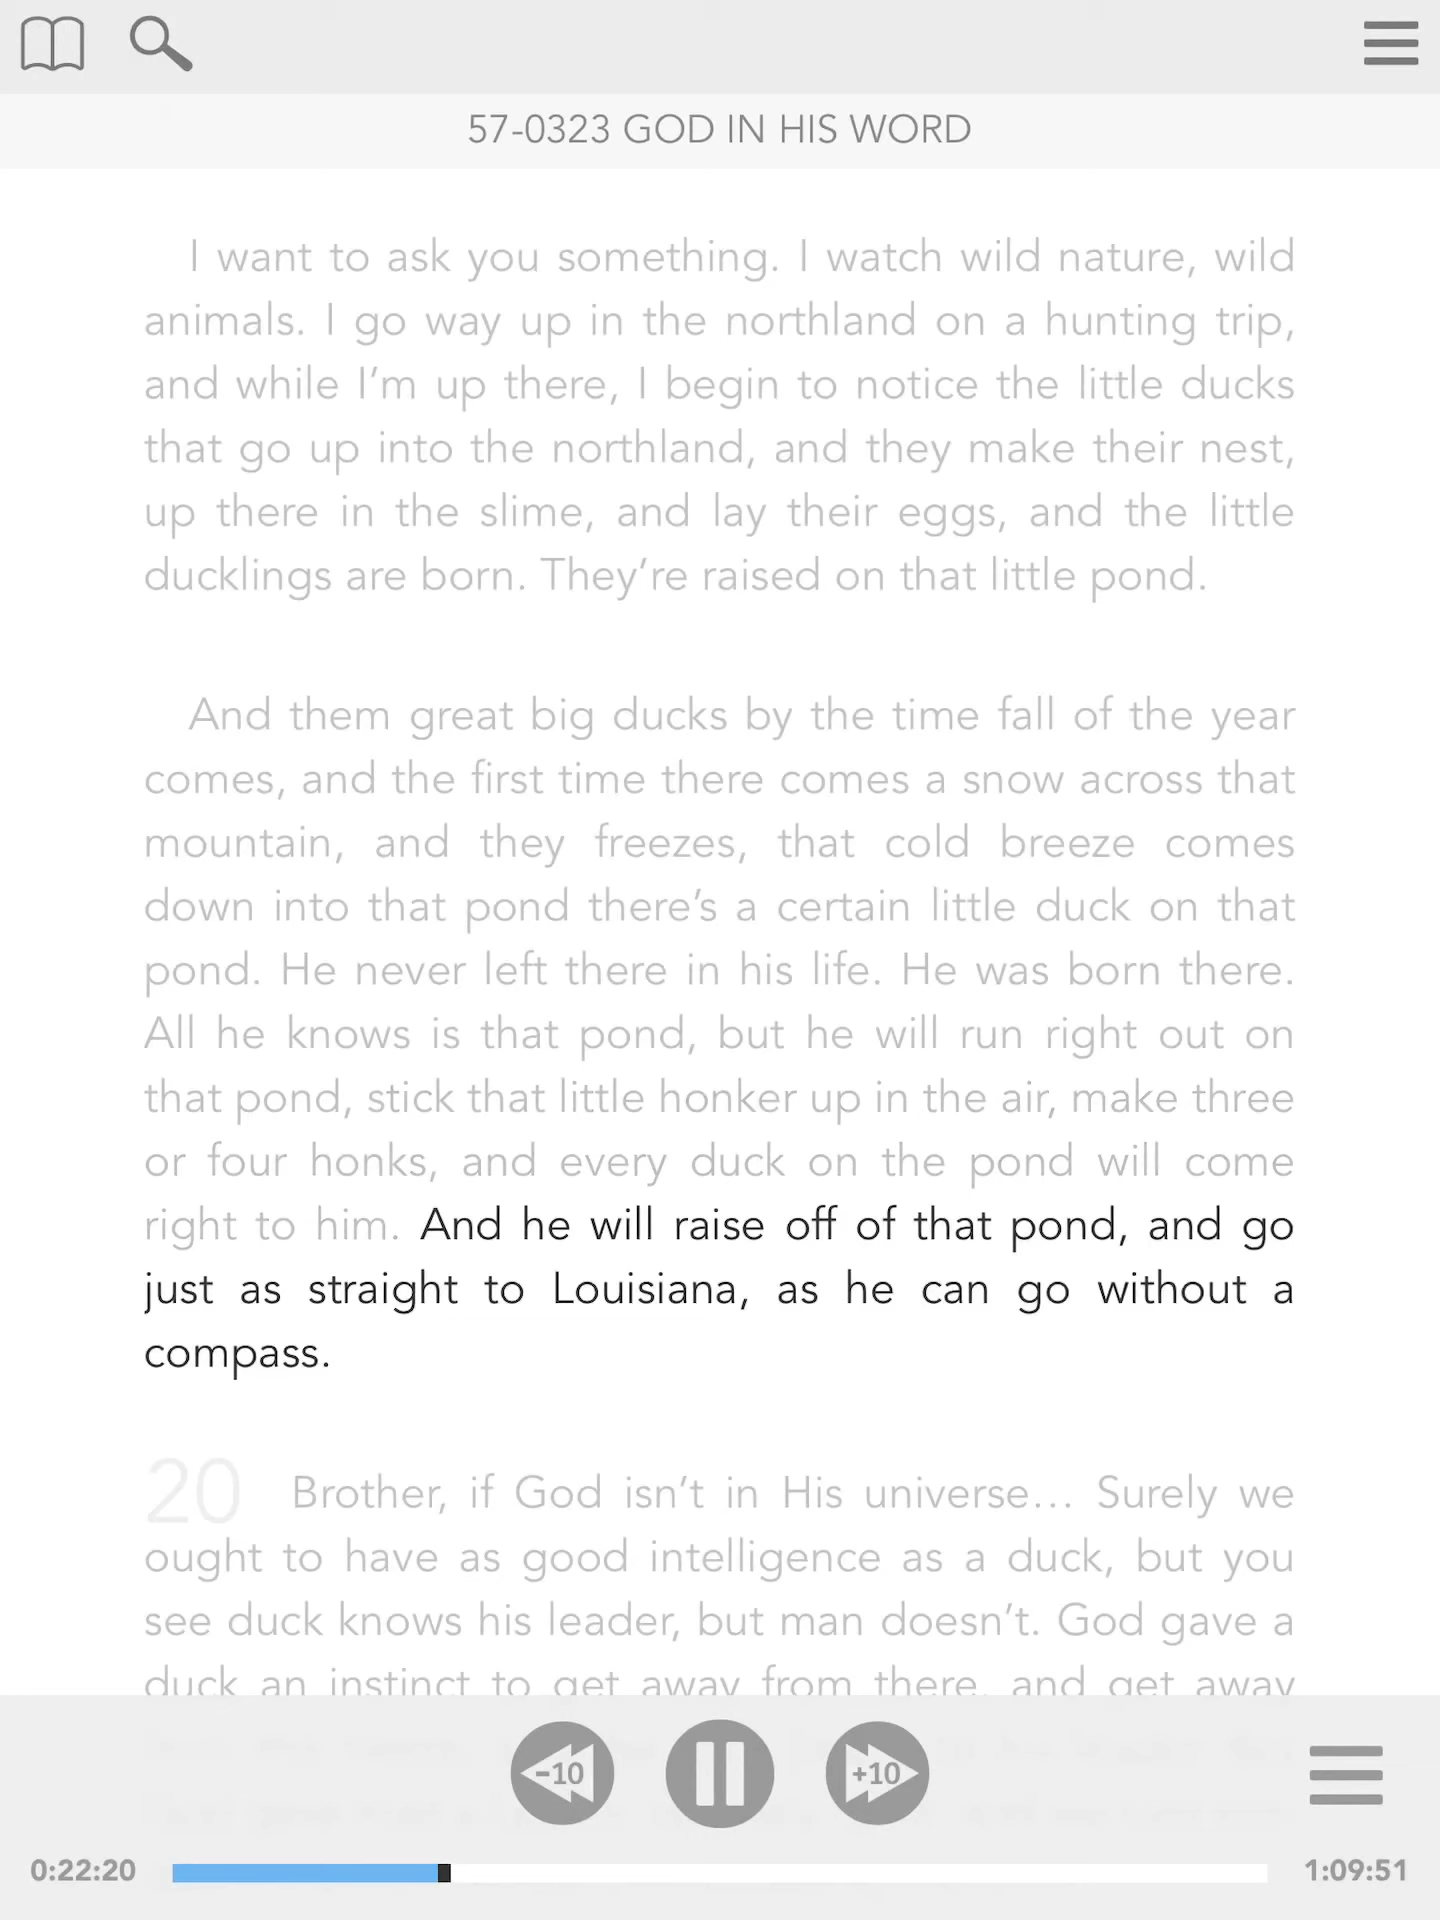 57-0323 GOD IN HIS WORD
I want to ask you something. I watch wild nature, wild
animals. I go way up in the northland on a hunting trip,
and while I’m up there, I begin to notice the little ducks
that go up into the northland, and they make their nest,
up there in the slime, and lay their eggs, and the little
ducklings are born. They’re raised on that little pond.
And them great big ducks by the time fall of the year
comes, and the first time there comes a snow across that
mountain, and they freezes, that cold breeze comes
down into that pond there’s a certain little duck on that
pond. He never left there in his life. He was born there.
All he knows is that pond, but he will run right out on
that pond, stick that little honker up in the air, make three
or four honks, and every duck on the pond will come
right to him. And he will raise off of that pond, and go
just as straight to Louisiana, as he can go without a
compass.
20 Brother, if God isn’t in His universe… Surely we
ought to have as good intelligence as a duck, but you
see duck knows his leader, but man doesn’t. God gave a
duck an instinct to get away from there, and get away
-10 +10
0:22:20 1:09:51